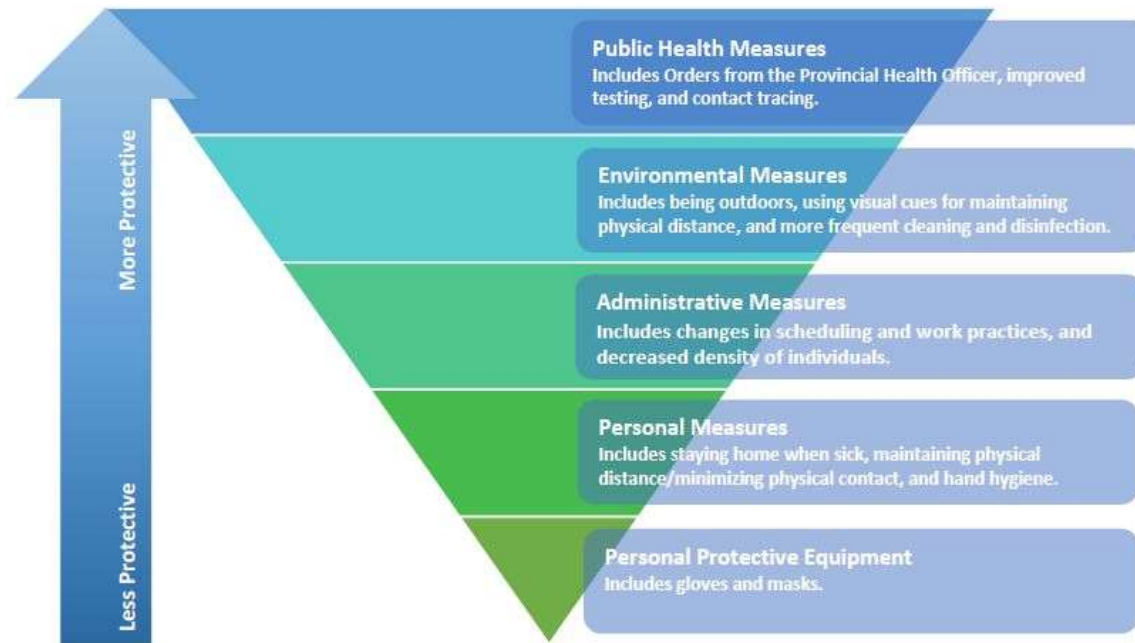 More Protective
Less Protective
Public Health Measures
Includes Orders from the Provincial Health Officer, improved
testing, and contact tracing.
Environmental Measures
Includes being outdoors, using visual cues for maintaining
physical distance, and more frequent cleaning and disinfection.
Administrative Measures
Includes changes in scheduling and work practices, and
decreased density of individuals.
Personal Measures
Includes staying home when sick, maintaining physical
distance/minimizing physical contact, and hand hygiene.
Personal Protective Equipment
Includes gloves and masks.